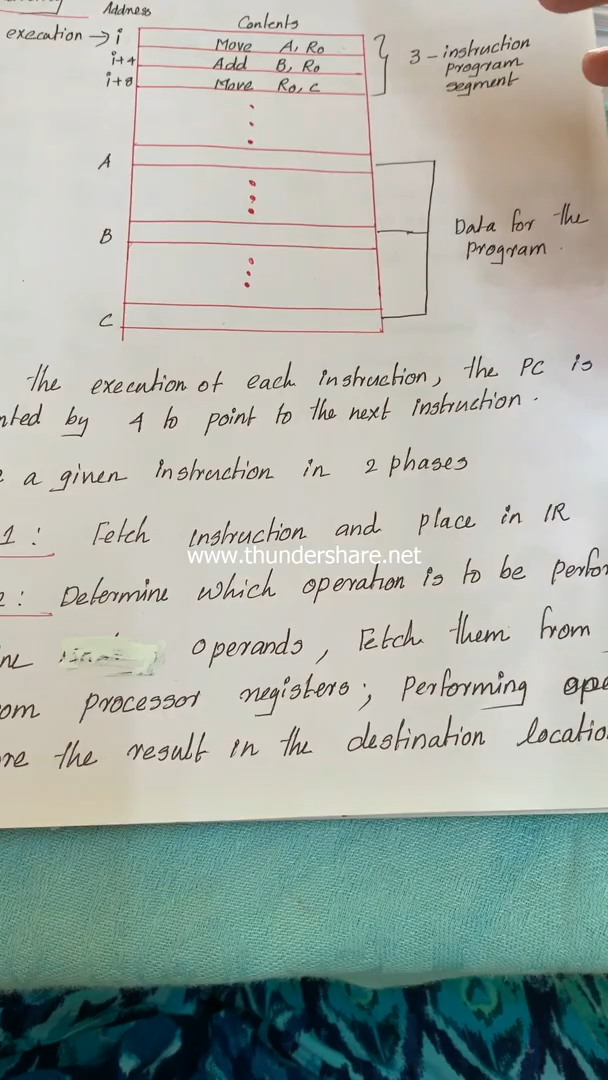 Address
Contents
execution → i
Move A, R0
3 - instruction
i+4
Add B, R0
program
i+8
Move R0, C
segment
A
B
Data for the
program.
C
the execution of each instruction, the PC is
nted by 4 to point to the next instruction.
e a given instruction in 2 phases
1 : Fetch instruction and place in IR
www.thundershare.net
2 : Determine which operation is to be perfor
ine operands, Fetch them from
om processor registers; performing ope
ore the result in the destination locatio